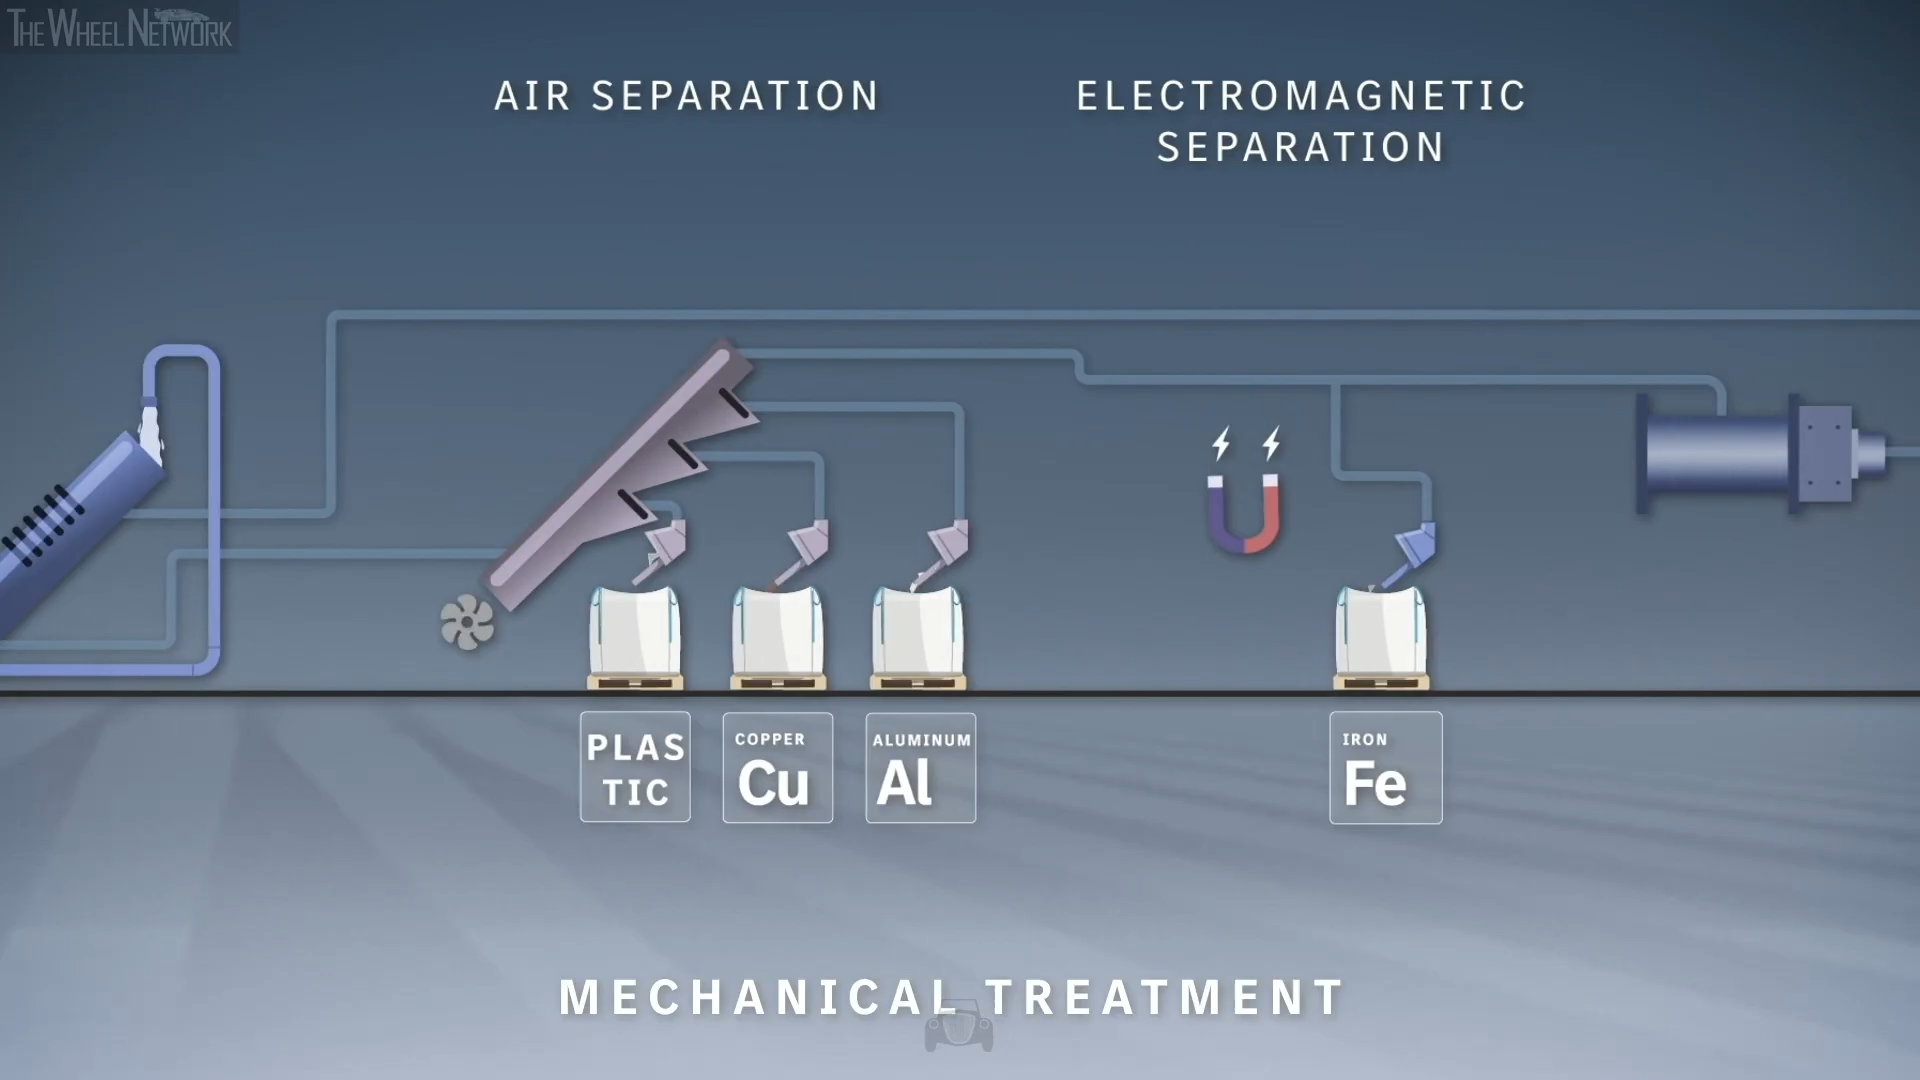 THE WHEEL NETWORK
AIR SEPARATION
ELECTROMAGNETIC
SEPARATION
PLAS
TIC
COPPER
Cu
ALUMINUM
Al
IRON
Fe
MECHANICAL TREATMENT